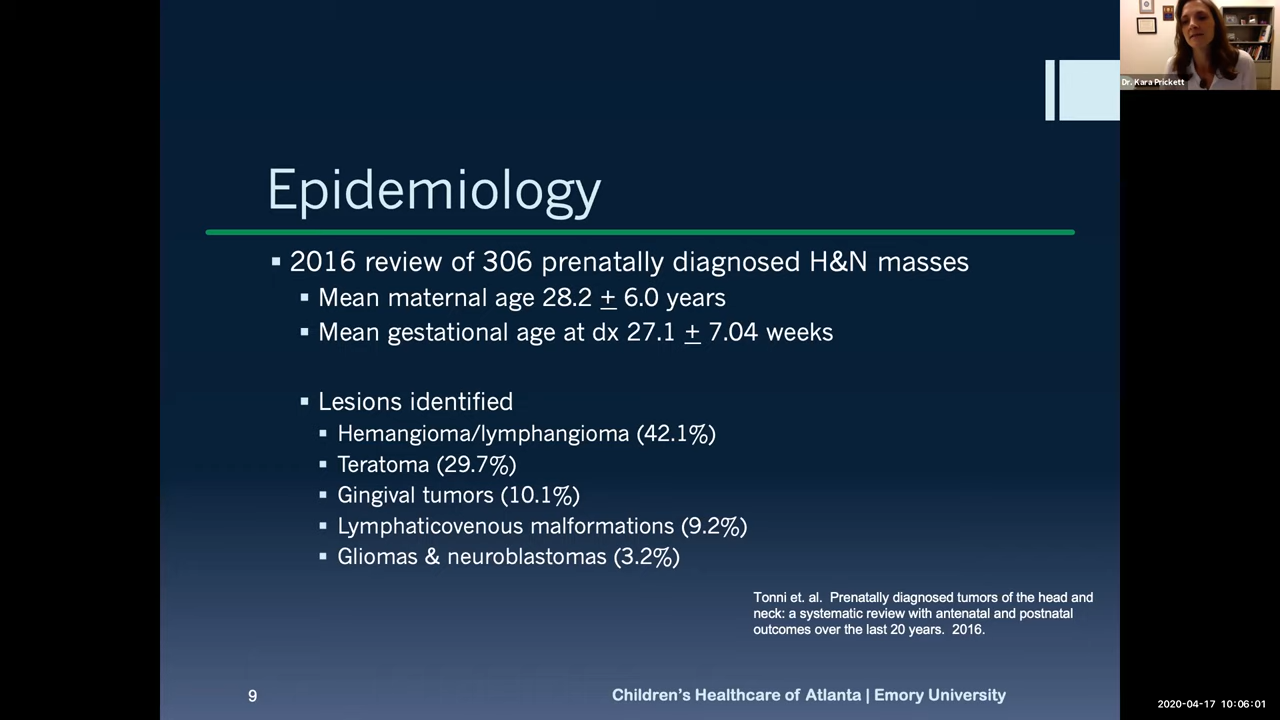 Dr. Kara Prickett
Epidemiology
▪ 2016 review of 306 prenatally diagnosed H&N masses
▪ Mean maternal age 28.2 ± 6.0 years
▪ Mean gestational age at dx 27.1 ± 7.04 weeks
▪ Lesions identified
▪ Hemangioma/lymphangioma (42.1%)
▪ Teratoma (29.7%)
▪ Gingival tumors (10.1%)
▪ Lymphaticovenous malformations (9.2%)
▪ Gliomas & neuroblastomas (3.2%)
Tonni et. al.  Prenatally diagnosed tumors of the head and
neck: a systematic review with antenatal and postnatal
outcomes over the last 20 years.  2016.
9
Children's Healthcare of Atlanta | Emory University
2020-04-17 10:06:01